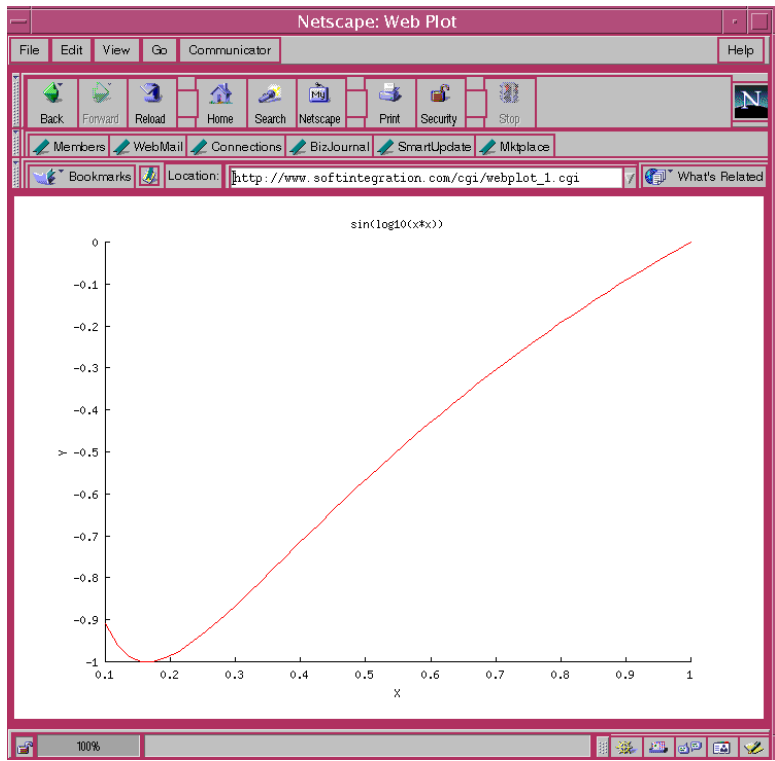 Netscape: Web Plot
File Edit View Go Communicator Help
Back Forward Reload Home Search Netscape Print Security Stop
My
N
Members WebMail Connections BizJournal SmartUpdate Mktplace
Bookmarks Location: http://www.softintegration.com/cgi/webplot_1.cgi What's Related
sin(log10(x*x))
0
-0.1
-0.2
-0.3
-0.4
Y -0.5
-0.6
-0.7
-0.8
-0.9
-1
0.1 0.2 0.3 0.4 0.5 0.6 0.7 0.8 0.9 1
X
100%